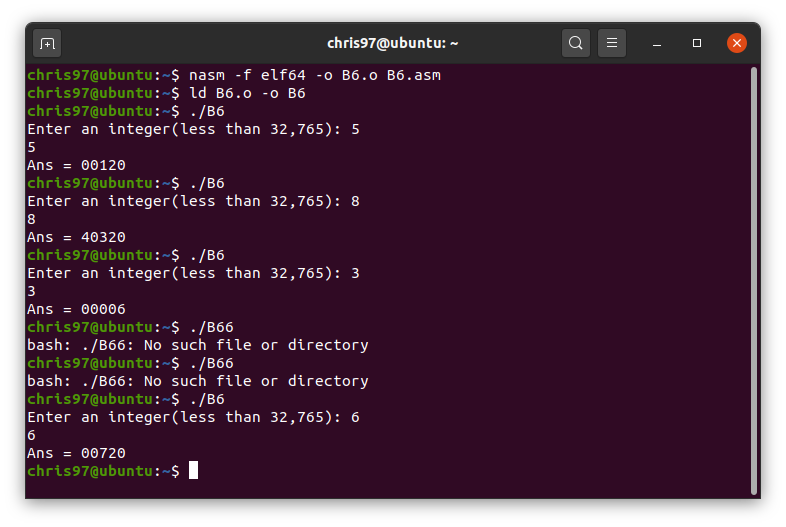 chris97@ubuntu: ~
chris97@ubuntu:~$ nasm -f elf64 -o B6.o B6.asm
chris97@ubuntu:~$ ld B6.o -o B6
chris97@ubuntu:~$ ./B6
Enter an integer(less than 32,765): 5
5
Ans = 00120
chris97@ubuntu:~$ ./B6
Enter an integer(less than 32,765): 8
8
Ans = 40320
chris97@ubuntu:~$ ./B6
Enter an integer(less than 32,765): 3
3
Ans = 00006
chris97@ubuntu:~$ ./B66
bash: ./B66: No such file or directory
chris97@ubuntu:~$ ./B66
bash: ./B66: No such file or directory
chris97@ubuntu:~$ ./B6
Enter an integer(less than 32,765): 6
6
Ans = 00720
chris97@ubuntu:~$